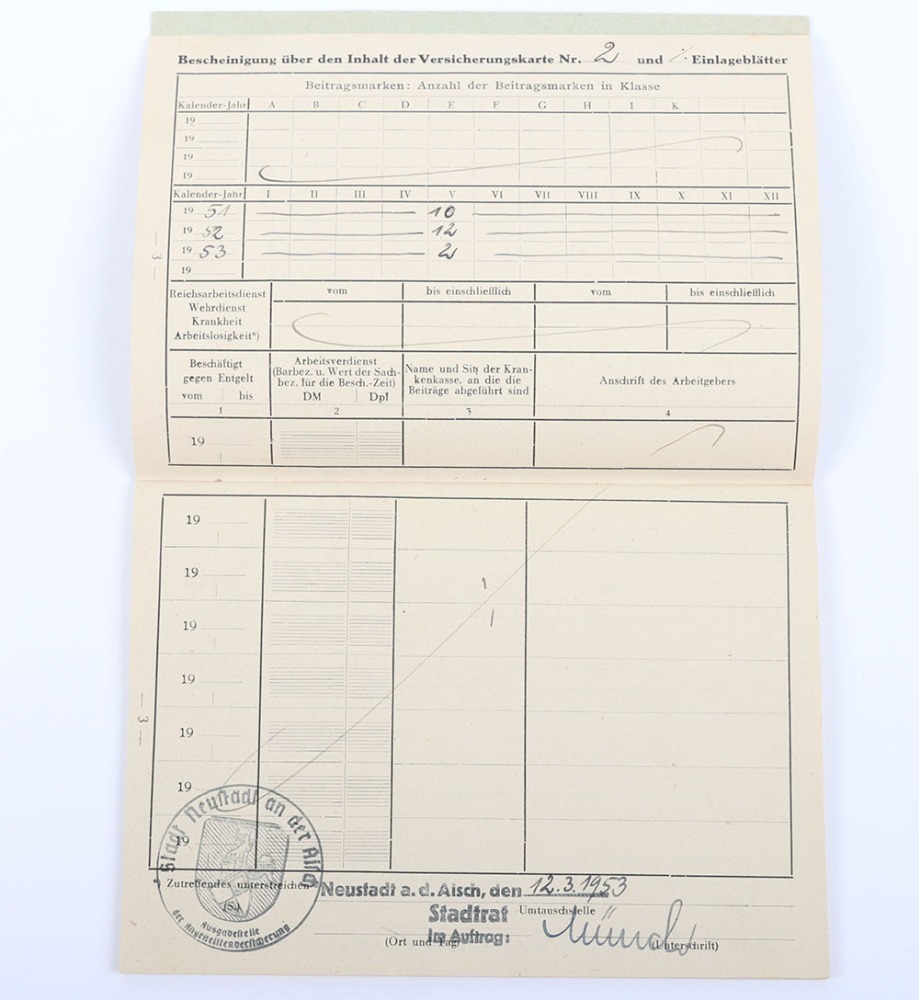 Bescheinigung über den Inhalt der Versicherungskarte Nr. 2 und ·/. Einlageblätter
Beitragsmarken: Anzahl der Beitragsmarken in Klasse
Kalender-Jahr A B C D E F G H I K
19
19
19
19
Kalender-Jahr I II III IV V VI VII VIII IX X XI XII
19 51 10
19 52 12
19 53 2
19
— 3
Reichsarbeitsdienst
Wehrdienst
Krankheit
Arbeitslosigkeit*)
vom bis einschließlich vom bis einschließlich
Beschäftigt
gegen Entgelt
vom bis
1
Arbeitsverdienst
(Barbez. u. Wert der Sach-
bez. für die Besch.-Zeit)
DM Dpf
2
Name und Sitz der Kran-
kenkasse, an die die
Beiträge abgeführt sind
3
Anschrift des Arbeitgebers
4
19
19
19
19
19
19
19
19
— 3 —
Stadt Neustadt an der Aisch
*) Zutreffendes unterstreichen
(S.)
Ausgabestelle
der Angestelltenversicherung
Neustadt a. d. Aisch, den 12.3.1953
Stadtrat Umtauschstelle
Im Auftrag:
(Ort und Tag) (Unterschrift)